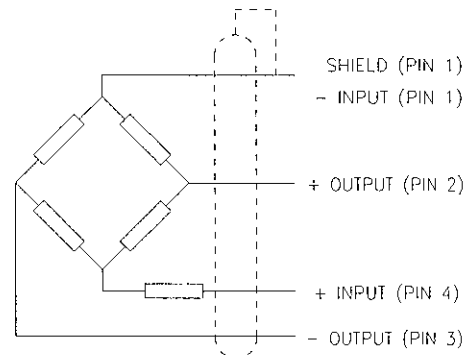 SHIELD (PIN 1)
- INPUT (PIN 1)
+ OUTPUT (PIN 2)
+ INPUT (PIN 4)
- OUTPUT (PIN 3)